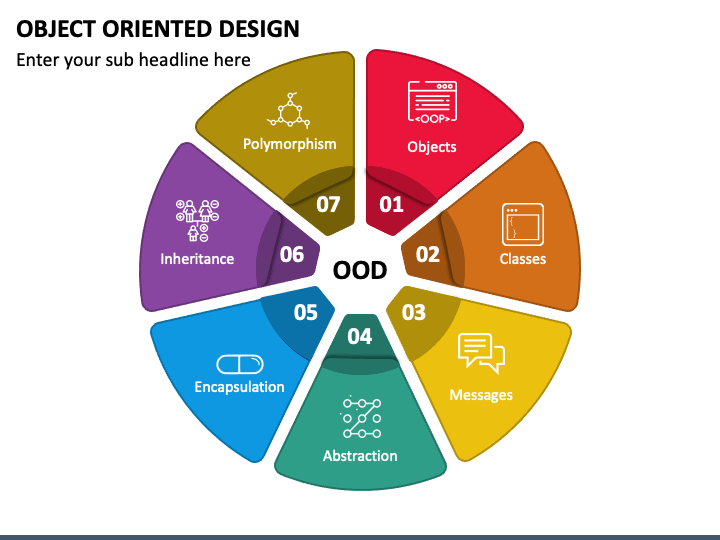 OBJECT ORIENTED DESIGN
Enter your sub headline here
<OOP>
Objects
01
Classes
02
Messages
03
Abstraction
04
Encapsulation
05
Inheritance
06
Polymorphism
07
OOD